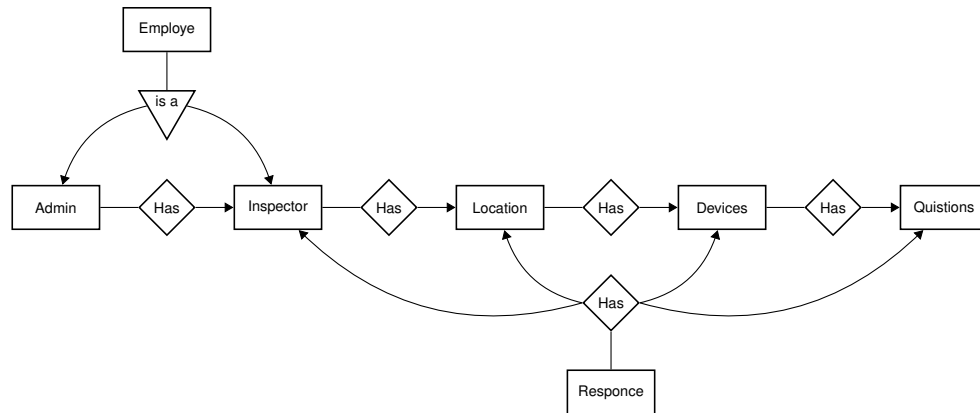 Employe
is a
Admin
Has
Inspector
Has
Location
Has
Devices
Has
Quistions
Has
Responce